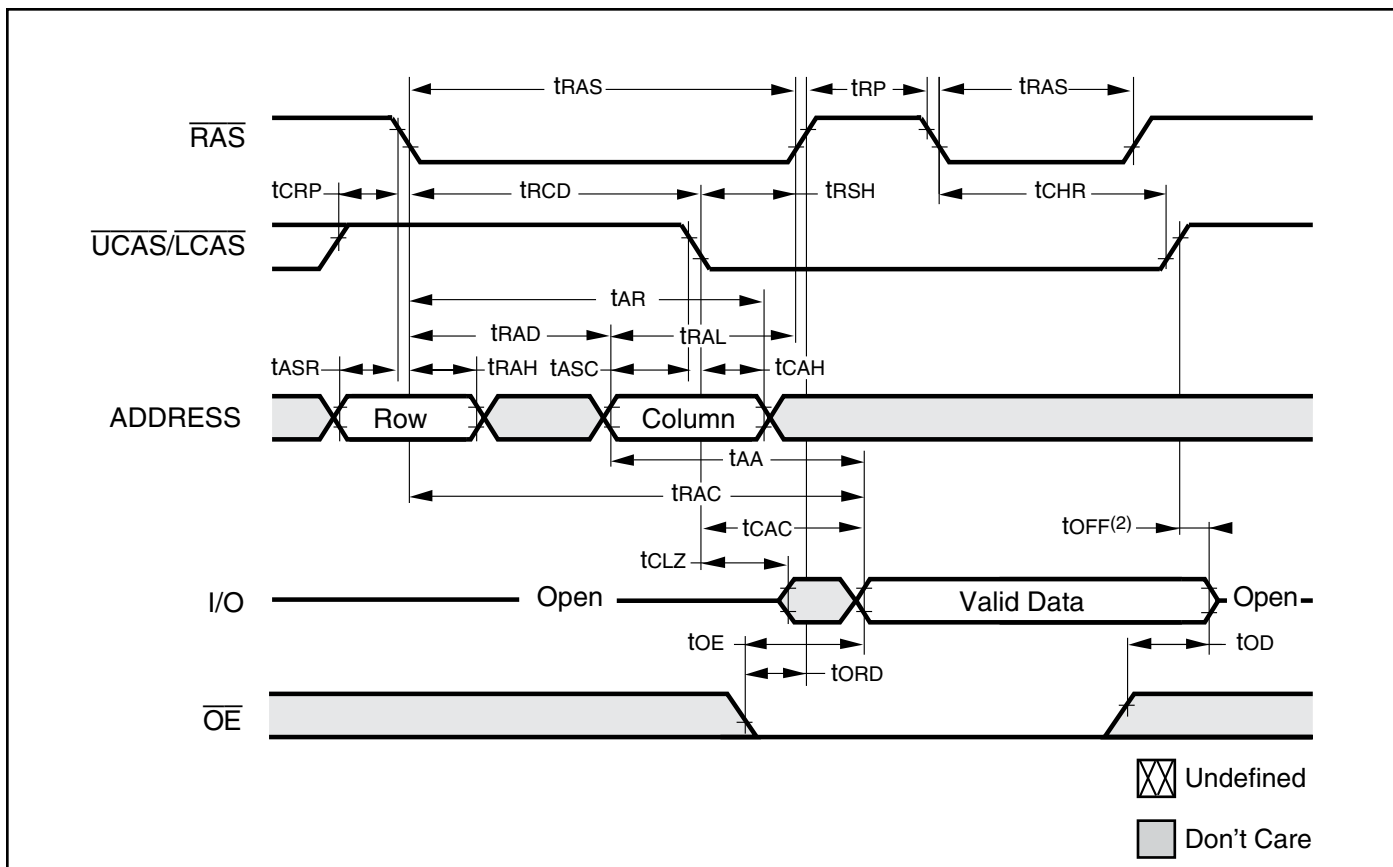 tRAS tRP tRAS
RAS
tCRP tRCD tRSH tCHR
UCAS/LCAS
tAR
tRAD tRAL
tASR tRAH tASC tCAH
ADDRESS Row Column
tAA
tRAC
tCAC tOFF(2)
tCLZ
I/O Open Valid Data Open
tOE tOD
tORD
OE
Undefined
Don't Care